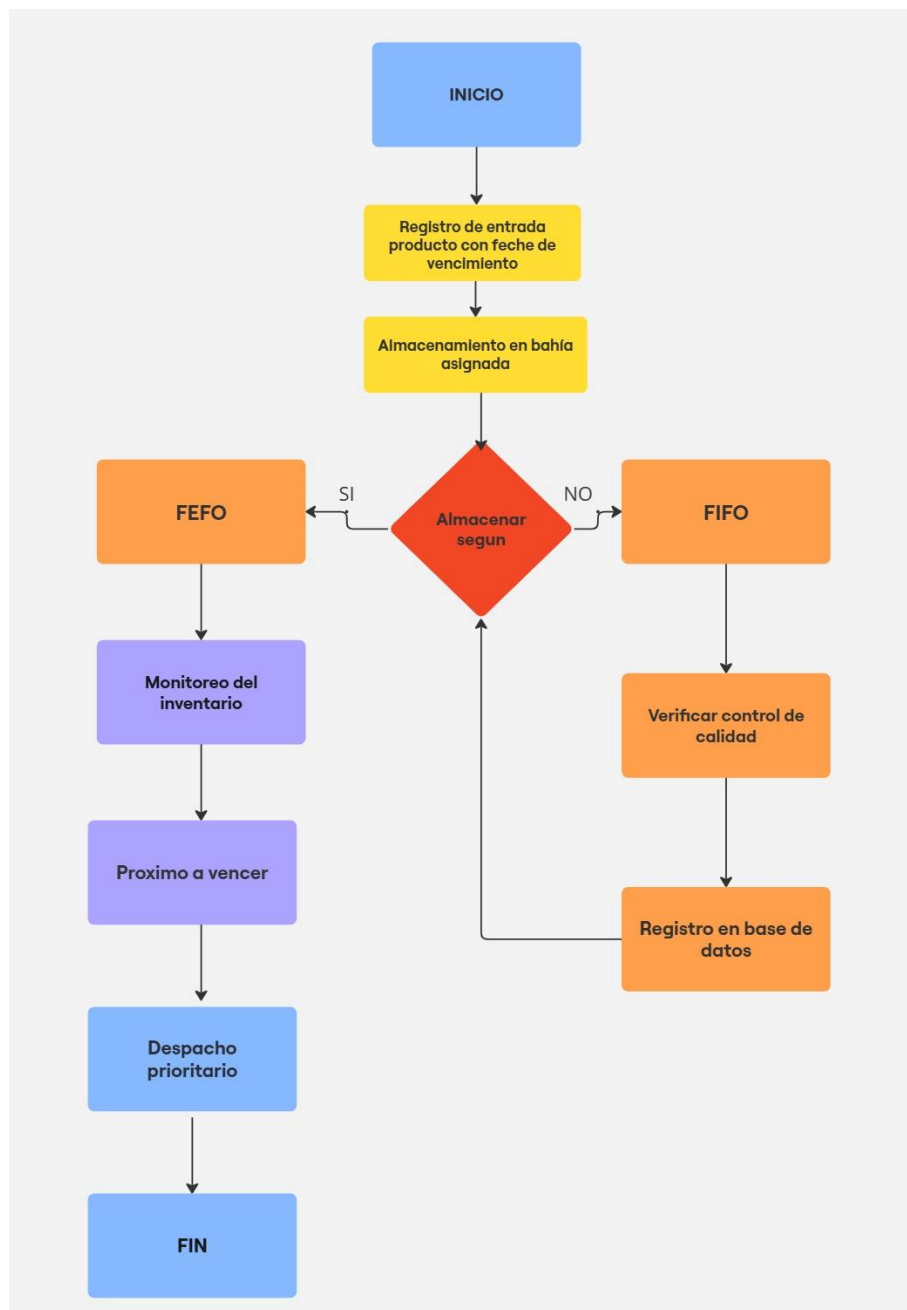 INICIO
Registro de entrada
producto con feche de
vencimiento
Almacenamiento en bahía
asignada
SI
NO
FEFO
Almacenar
segun
FIFO
Monitoreo del
inventario
Verificar control de
calidad
Proximo a vencer
Registro en base de
datos
Despacho
prioritario
FIN